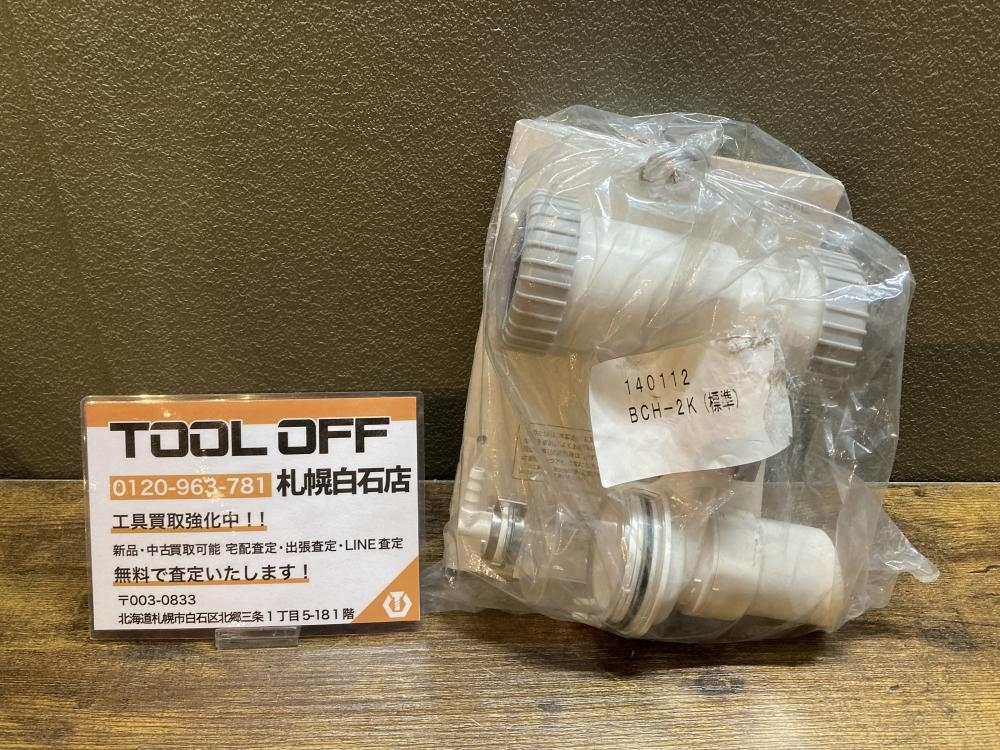 TOOL OFF
0120-963-781 札幌白石店
工具買取強化中！！
新品・中古買取可能 宅配査定・出張査定・LINE査定
無料で査定いたします！
〒003-0833
北海道札幌市白石区北郷三条1丁目5-18 1階
140112
BCH-2K (標準)